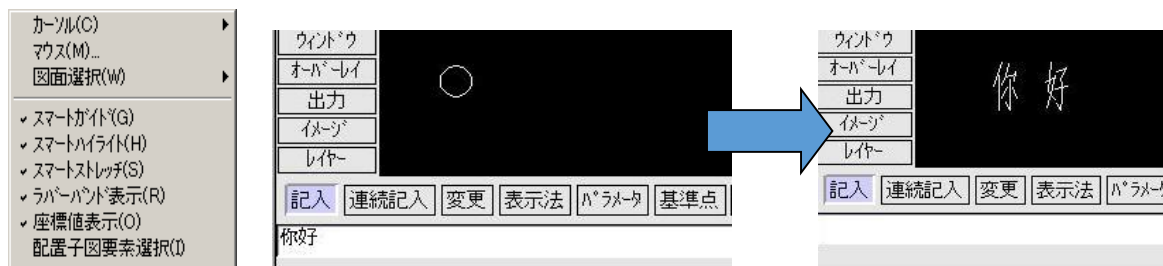 カーソル(C)
マウス(M)...
図面選択(W)
スマートガイド(G)
スマートハイライト(H)
スマートストレッチ(S)
ラバーバンド表示(R)
座標値表示(O)
配置子図要素選択(I)
ウィンドウ
オーバーレイ
出力
イメージ
レイヤー
記入 連続記入 変更 表示法 パラメータ 基準点
你好
ウィンドウ
オーバーレイ
出力
イメージ
レイヤー
你好
記入 連続記入 変更 表示法 パラメータ